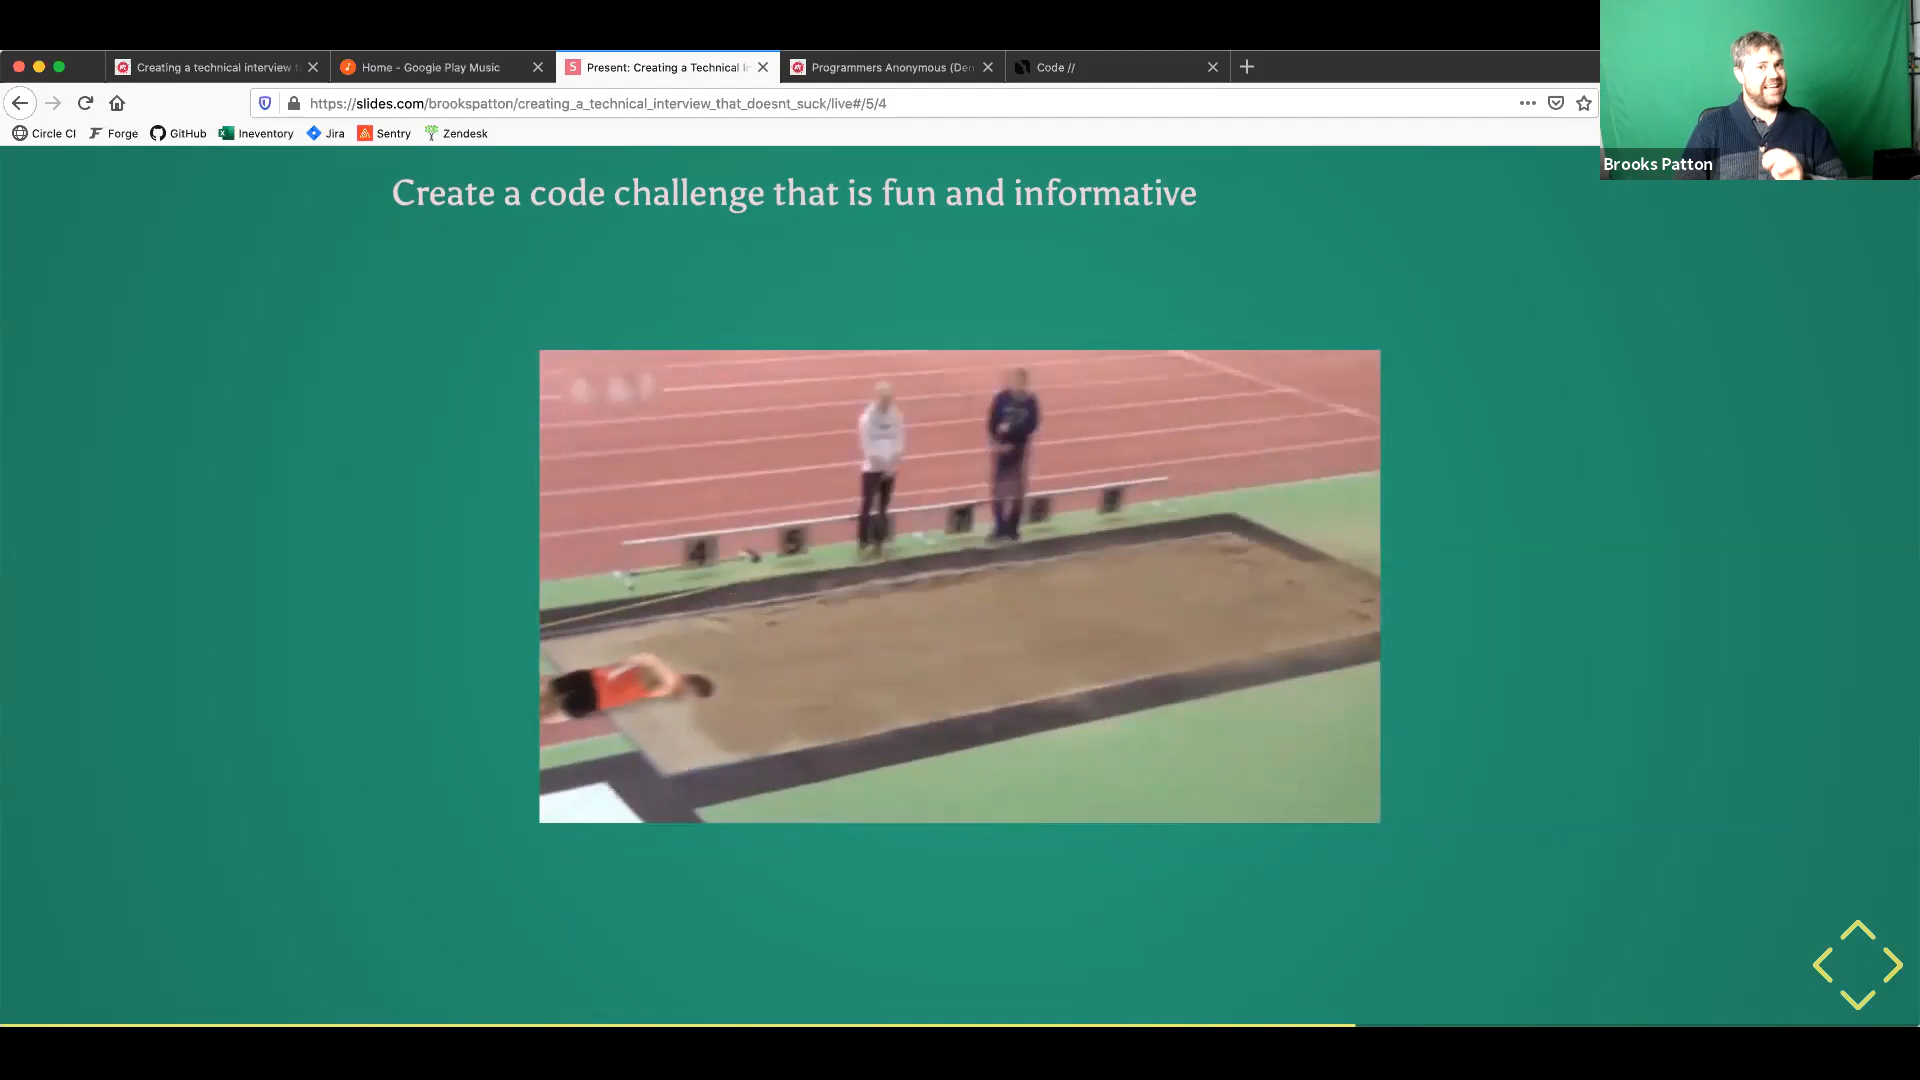 Creating a technical interview t
Home - Google Play Music
Present: Creating a Technical In
Programmers Anonymous (Den
Code //
https://slides.com/brookspatton/creating_a_technical_interview_that_doesnt_suck/live#/5/4
Circle CI
Forge
GitHub
Ineventory
Jira
Sentry
Zendesk
Brooks Patton
Create a code challenge that is fun and informative
4
5
7